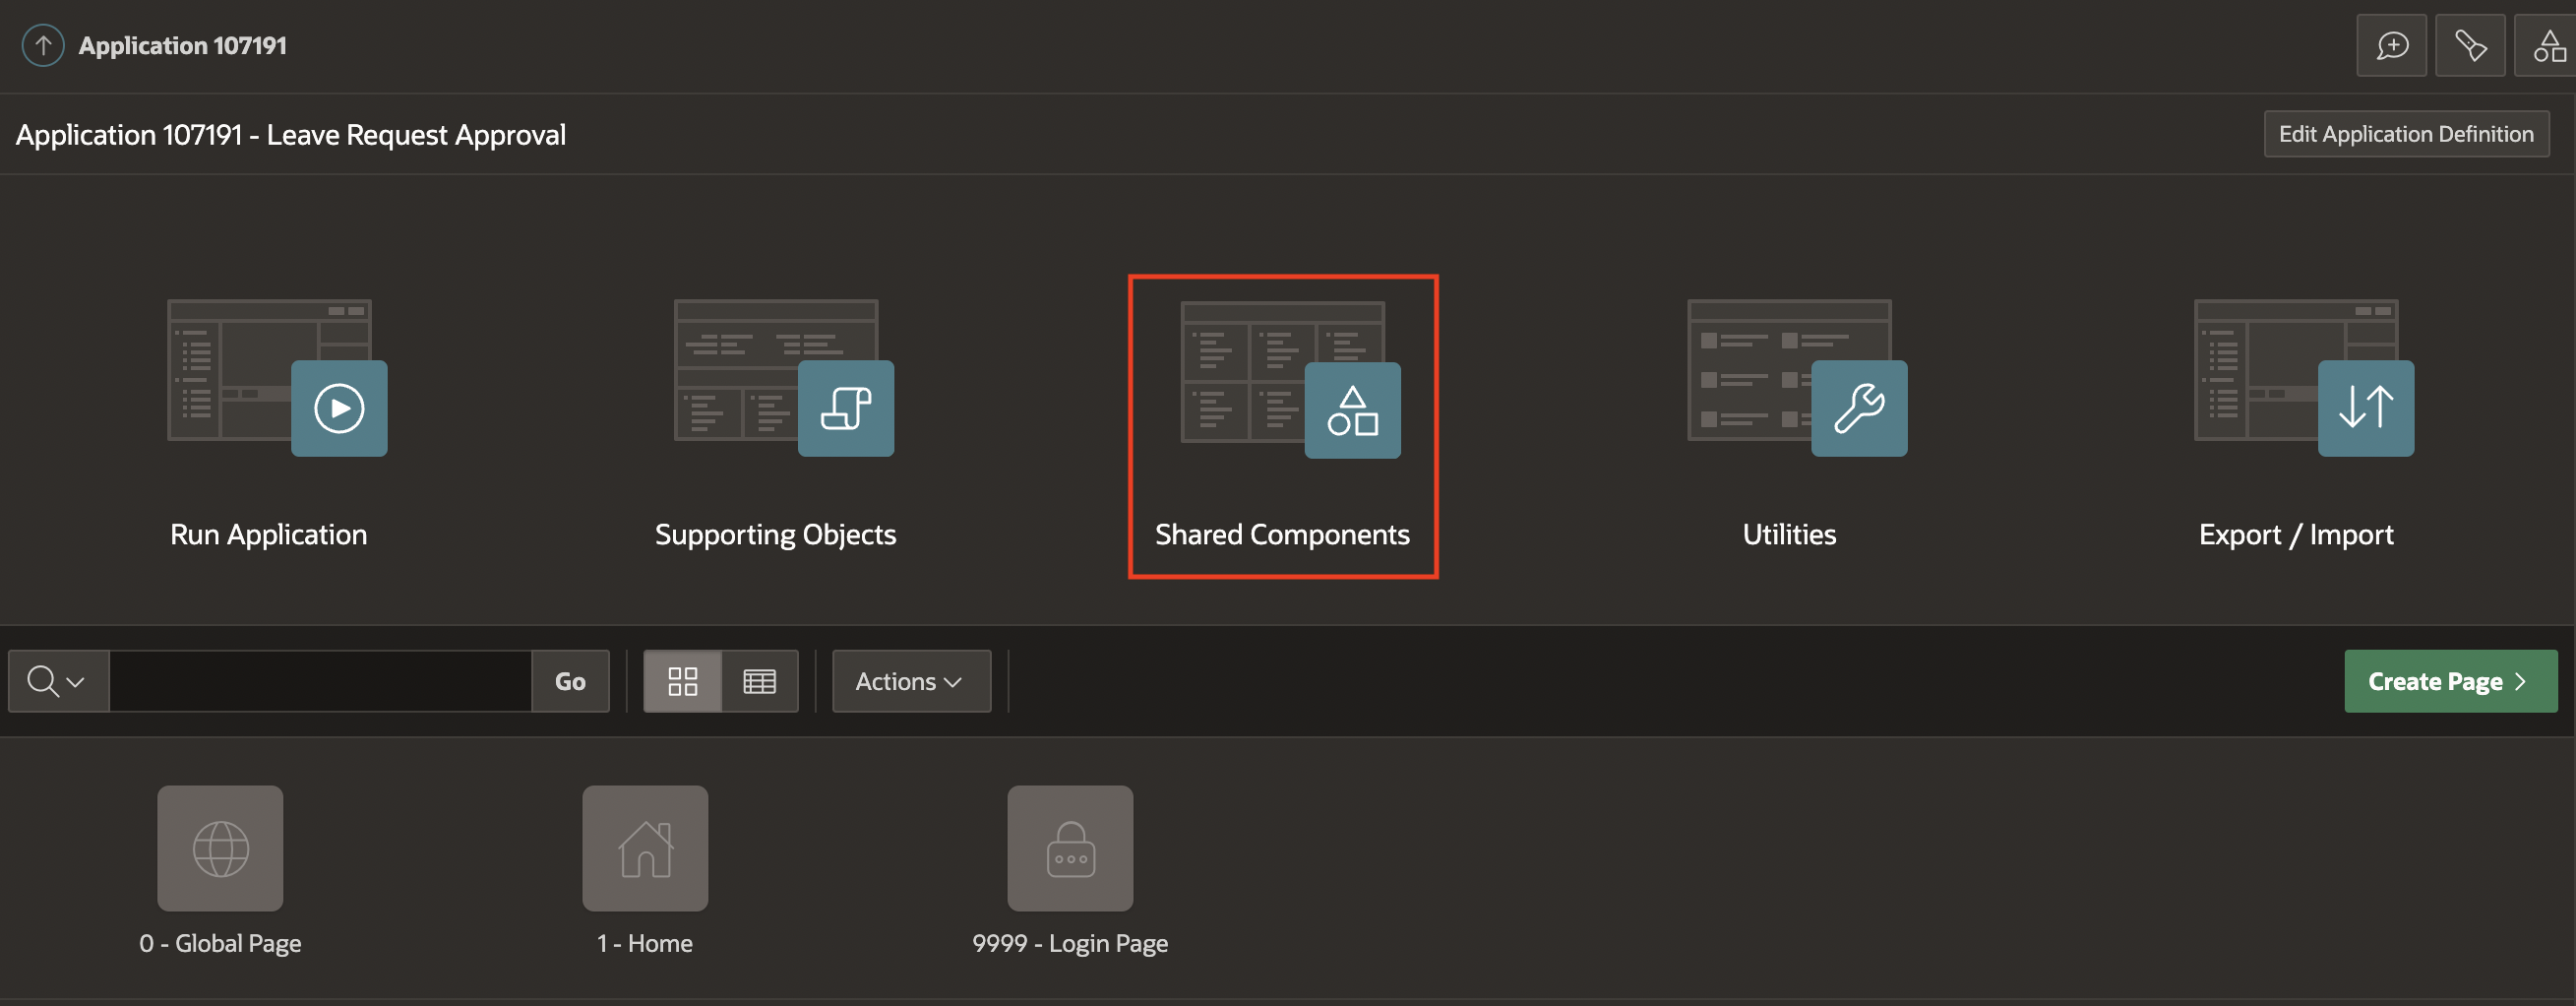 Application 107191
Application 107191 - Leave Request Approval
Edit Application Definition
Run Application
Supporting Objects
Shared Components
Utilities
Export / Import
Go
Actions
Create Page
0 - Global Page
1 - Home
9999 - Login Page